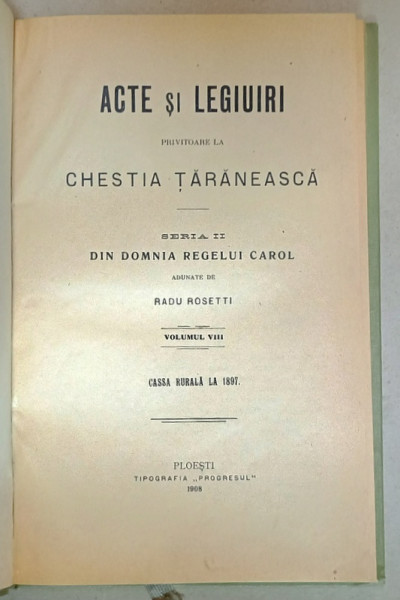 ACTE ȘI LEGIUIRI
PRIVITOARE LA
CHESTIA ȚĂRĂNEASCĂ
SERIA II
DIN DOMNIA REGELUI CAROL
ADUNATE DE
RADU ROSETTI
VOLUMUL VIII
CASSA RURALĂ LA 1897.
PLOEȘTI
TIPOGRAFIA „PROGRESUL"
1908